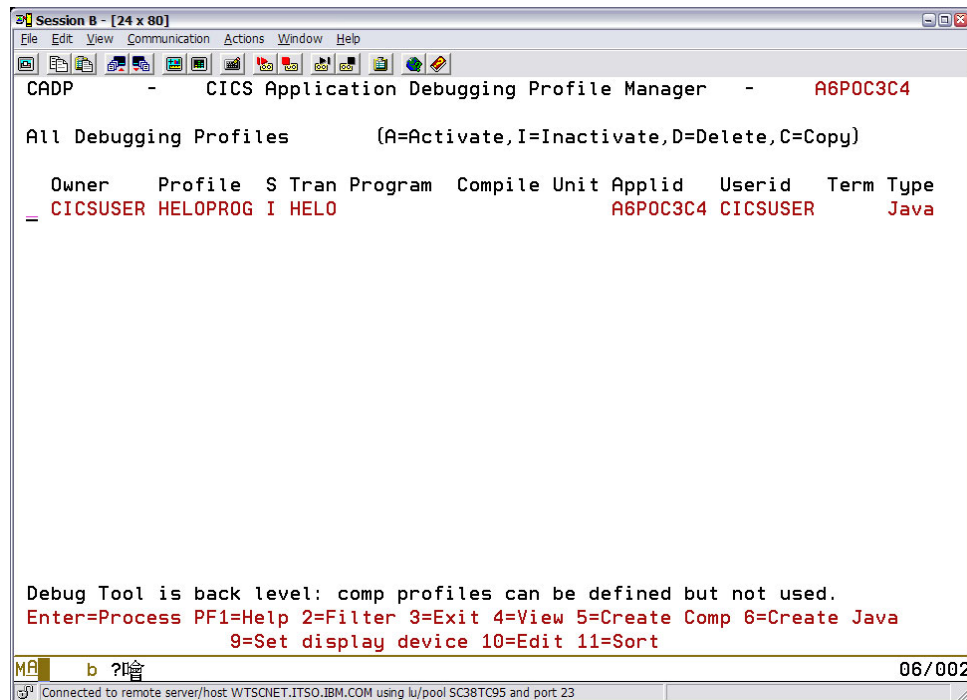 Session B - [24 x 80]
File Edit View Communication Actions Window Help
CADP - CICS Application Debugging Profile Manager - A6POC3C4
All Debugging Profiles (A=Activate,I=Inactivate,D=Delete,C=Copy)
Owner Profile S Tran Program Compile Unit Applid Userid Term Type
_ CICSUSER HELOPROG I HELO A6POC3C4 CICSUSER Java
Debug Tool is back level: comp profiles can be defined but not used.
Enter=Process PF1=Help 2=Filter 3=Exit 4=View 5=Create Comp 6=Create Java
9=Set display device 10=Edit 11=Sort
MA b 06/002
Connected to remote server/host WTSCNET.ITSO.IBM.COM using lu/pool SC38TC95 and port 23